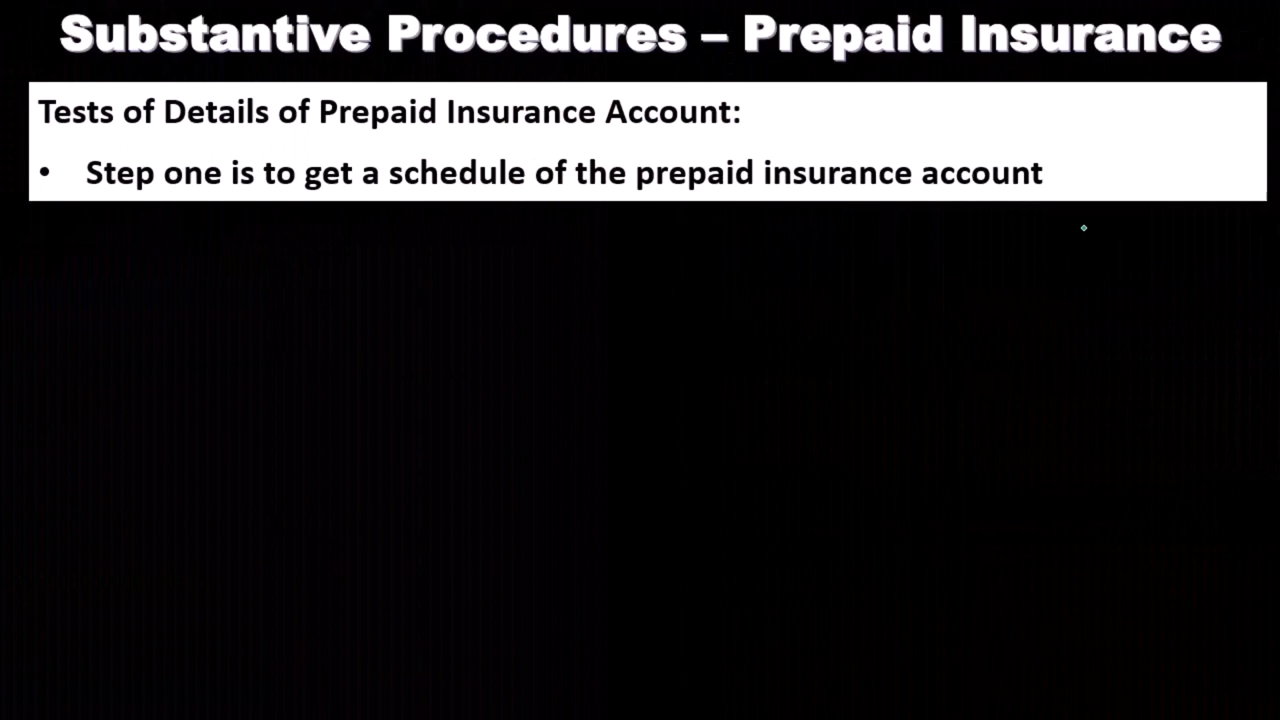 Substantive Procedures – Prepaid Insurance
Tests of Details of Prepaid Insurance Account:
• Step one is to get a schedule of the prepaid insurance account